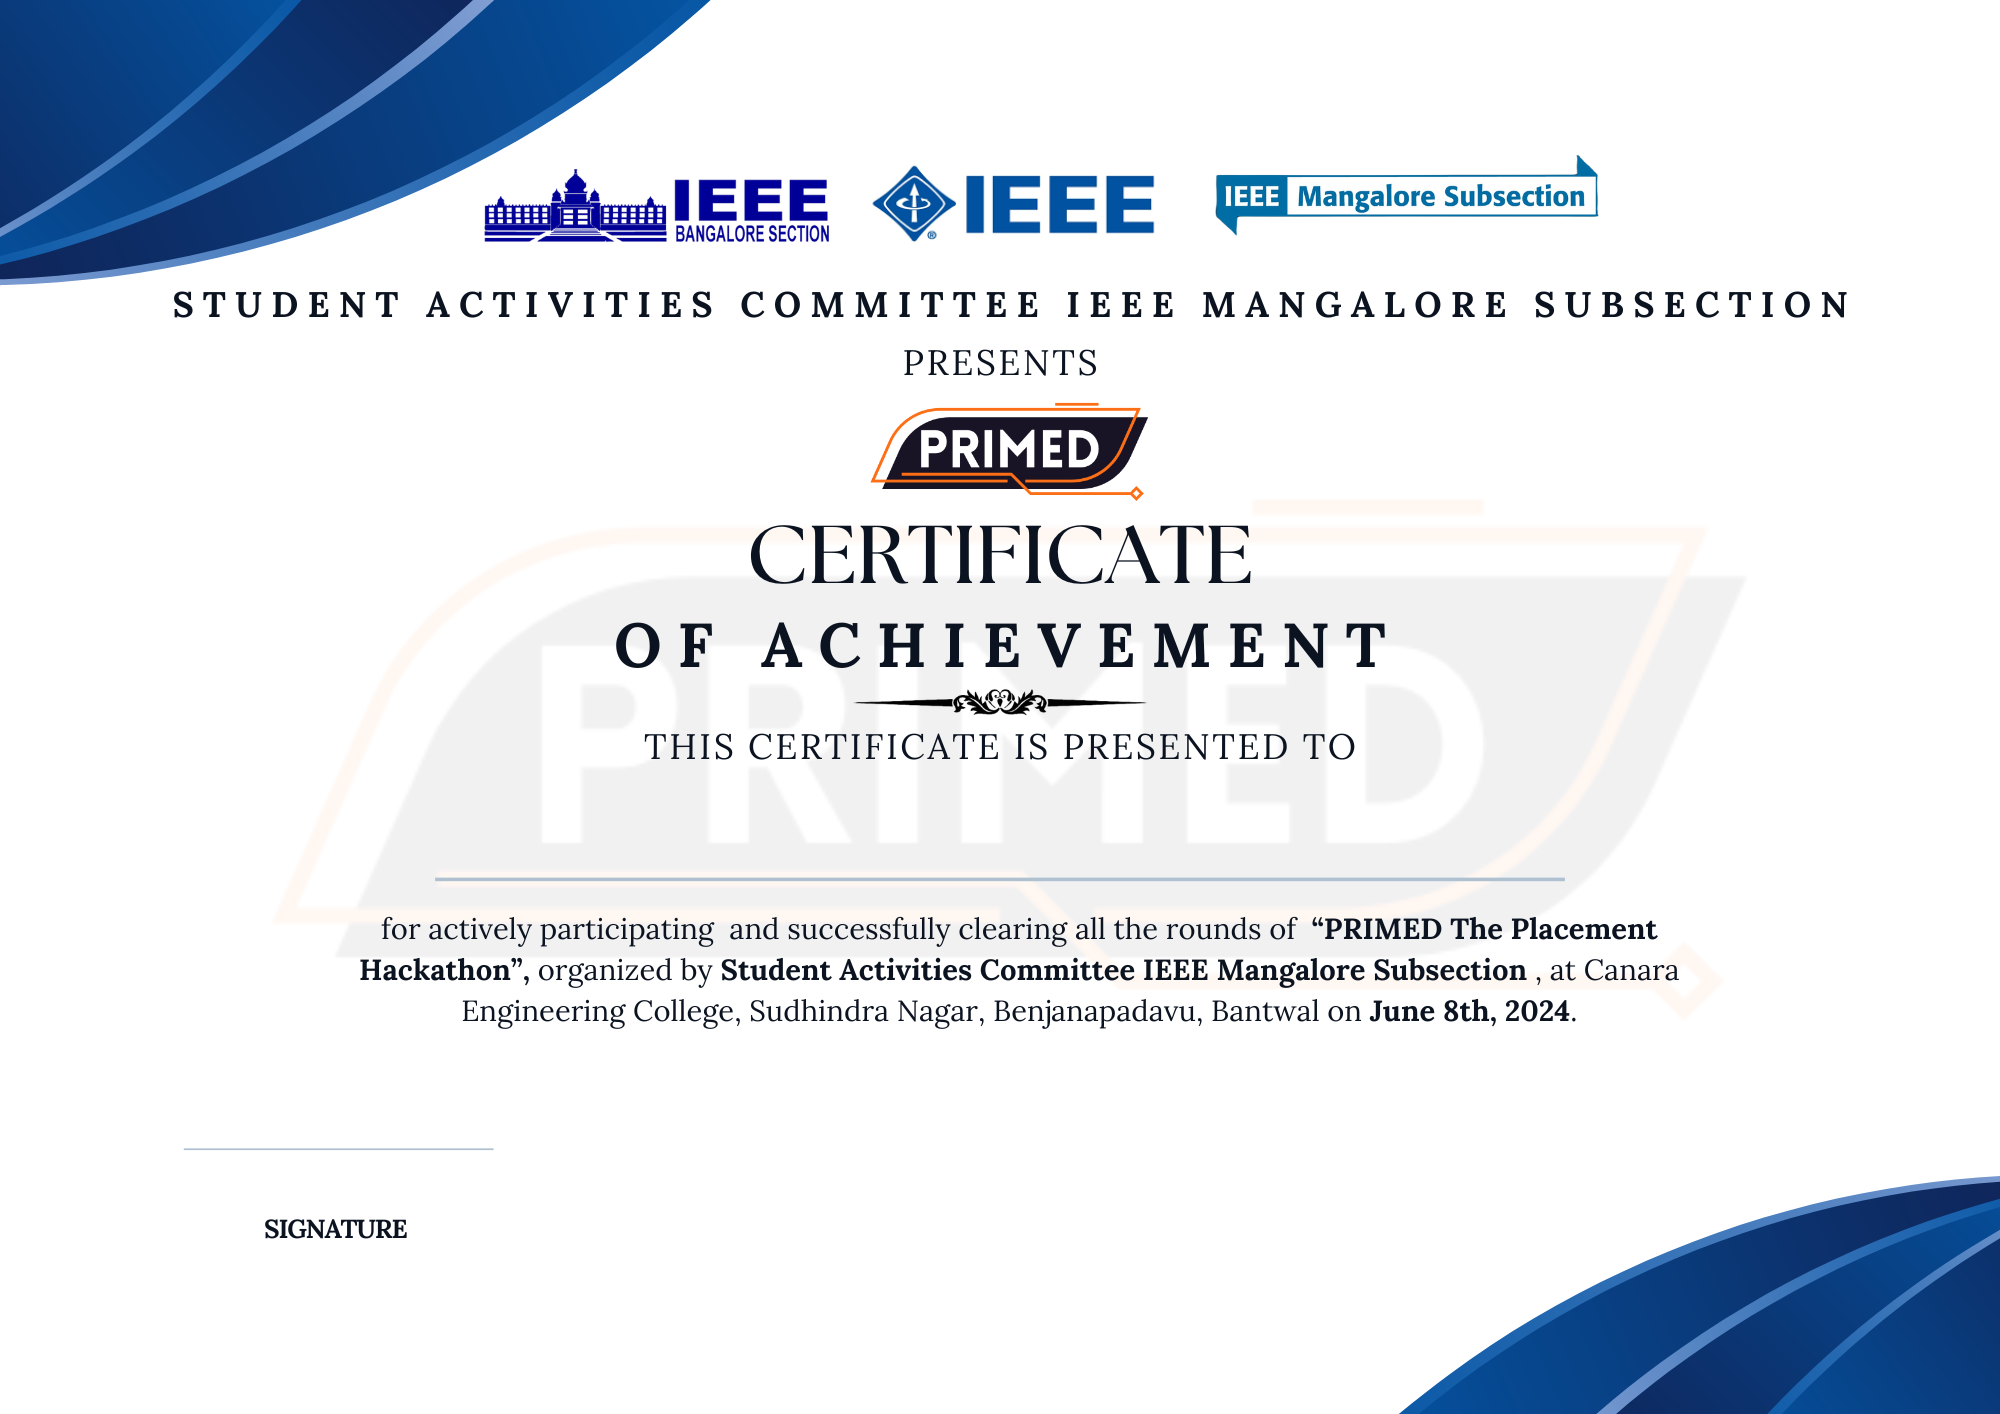 IEEE
BANGALORE SECTION
IEEE
®
IEEE Mangalore Subsection
STUDENT ACTIVITIES COMMITTEE IEEE MANGALORE SUBSECTION
PRESENTS
PRIMED
CERTIFICATE
OF ACHIEVEMENT
THIS CERTIFICATE IS PRESENTED TO
PRIMED
for actively participating  and successfully clearing all the rounds of  “PRIMED The Placement
Hackathon”, organized by Student Activities Committee IEEE Mangalore Subsection , at Canara
Engineering College, Sudhindra Nagar, Benjanapadavu, Bantwal on June 8th, 2024.
SIGNATURE